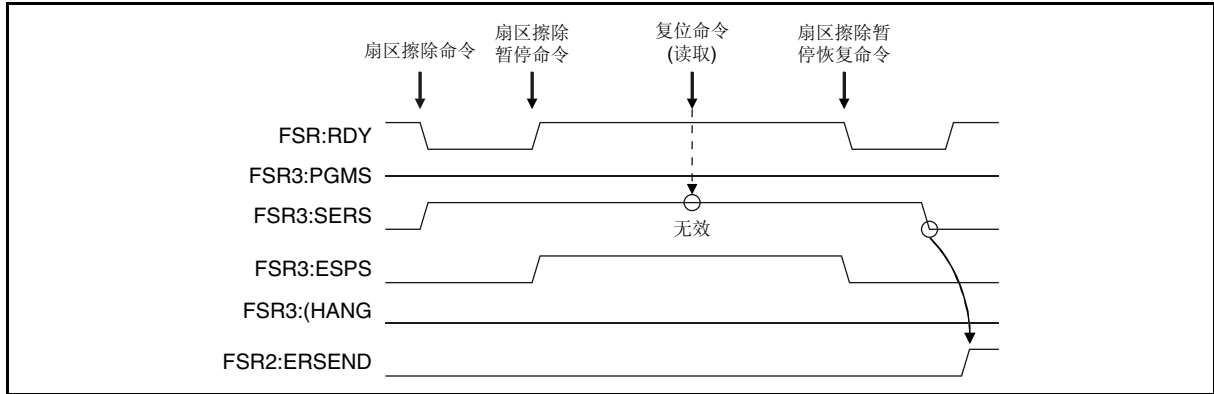 扇区擦除命令
扇区擦除
暂停命令
复位命令
(读取)
扇区擦除暂
停恢复命令
FSR:RDY
FSR3:PGMS
FSR3:SERS
无效
FSR3:ESPS
FSR3:(HANG
FSR2:ERSEND